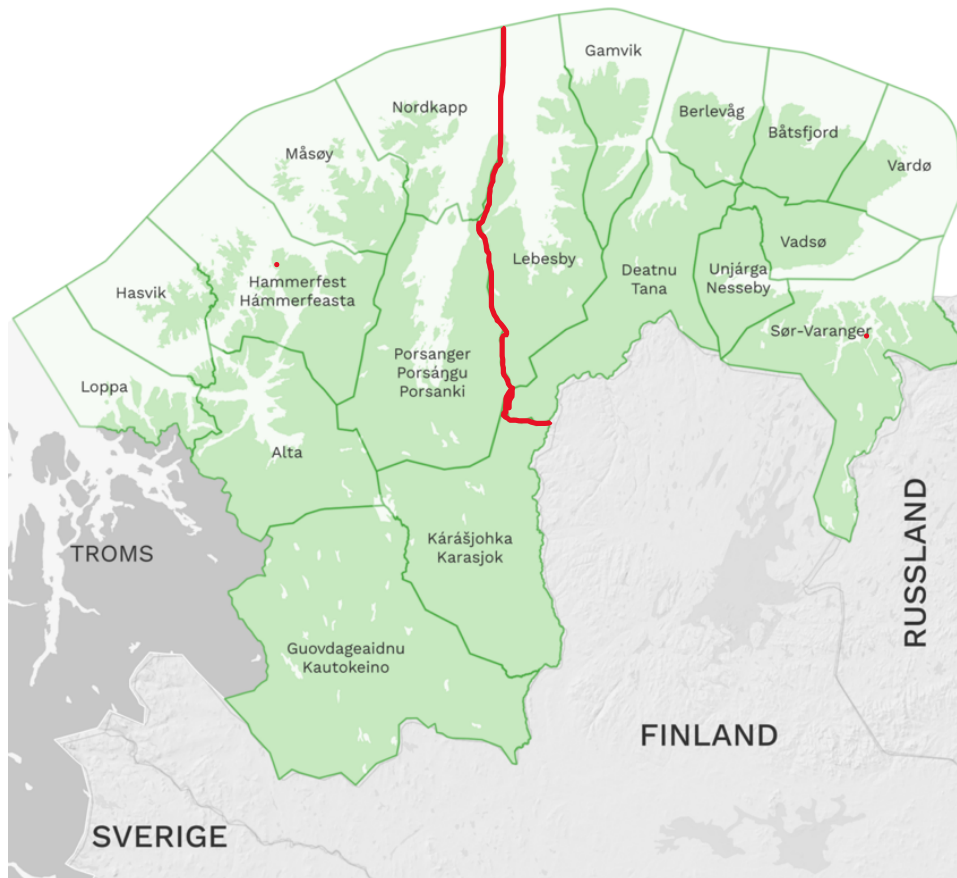 Gamvik
Nordkapp
Berlevåg
Båtsfjord
Måsøy
Vardø
Vadsø
Lebesby
Hammerfest
Hámmerfeasta
Deatnu
Tana
Unjárga
Nesseby
Hasvik
Sør-Varanger
Porsanger
Porsáŋgu
Porsanki
Loppa
Alta
Kárášjohka
Karasjok
TROMS
RUSSLAND
Guovdageaidnu
Kautokeino
FINLAND
SVERIGE